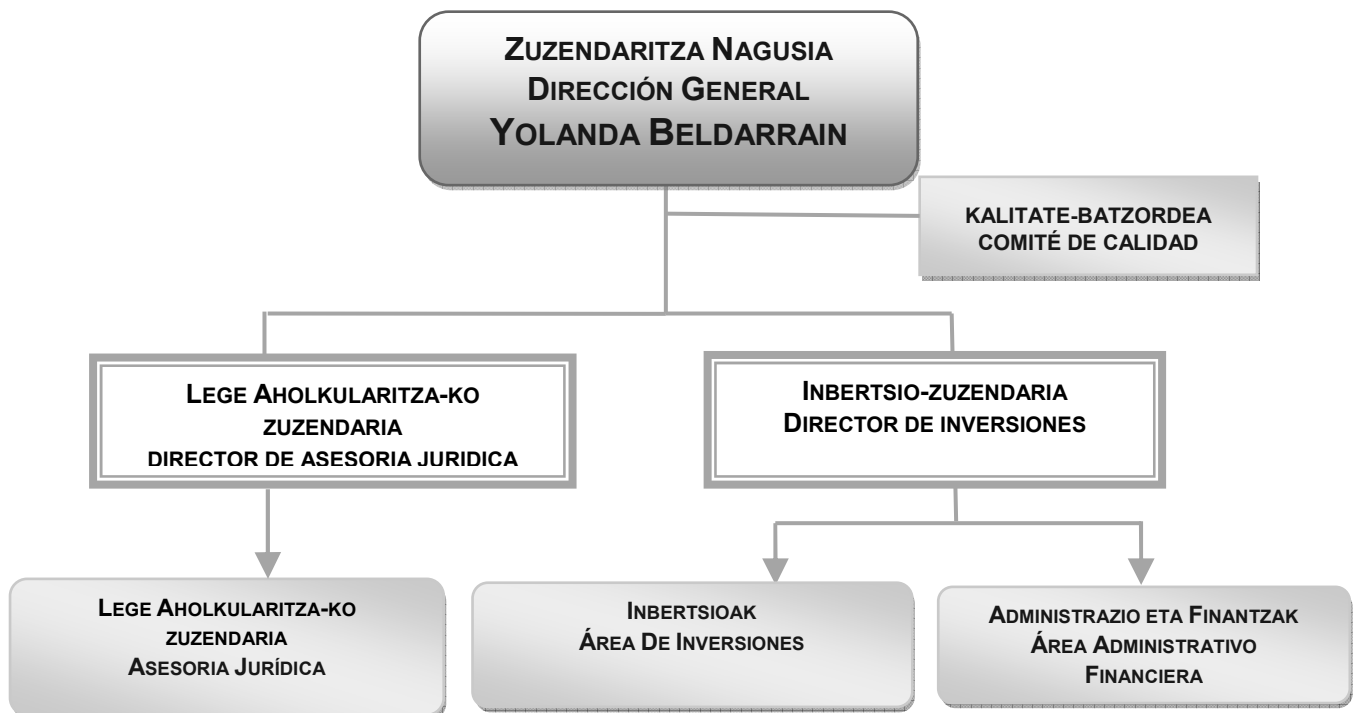 ZUZENDARITZA NAGUSIA
DIRECCIÓN GENERAL
YOLANDA BELDARRAIN
KALITATE-BATZORDEA
COMITÉ DE CALIDAD
LEGE AHOLKULARITZA-KO
ZUZENDARIA
DIRECTOR DE ASESORIA JURIDICA
INBERTSIO-ZUZENDARIA
DIRECTOR DE INVERSIONES
LEGE AHOLKULARITZA-KO
ZUZENDARIA
ASESORIA JURÍDICA
INBERTSIOAK
ÁREA DE INVERSIONES
ADMINISTRAZIO ETA FINANTZAK
ÁREA ADMINISTRATIVO
FINANCIERA